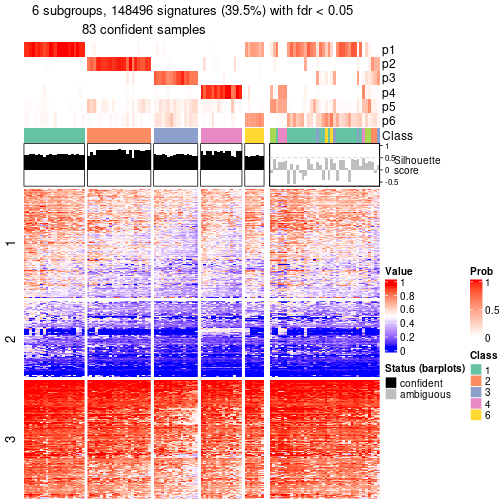 6 subgroups, 148496 signatures (39.5%) with fdr < 0.05
83 confident samples
p1
p2
p3
p4
p5
p6
Class
1
0.5
0
-0.5
Silhouette
score
1
2
3
Value
1
0.8
0.6
0.4
0.2
0
Status (barplots)
confident
ambiguous
Prob
1
0.5
0
Class
1
2
3
4
6